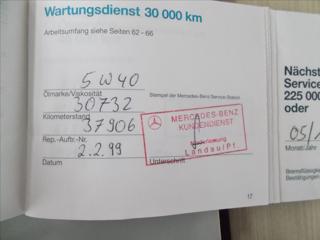 Wartungsdienst 30 000 km
Arbeitsumfang siehe Seiten 62 - 66
5W40
Ölmarke/Viskosität
30732
Kilometerstand
37906
Rep.-Auftr.-Nr.
2.2.99
Datum
Stempel der Mercedes-Benz Service-Station
MERCEDES-BENZ
KUNDENDIENST
Niederlassung
Landau/Pf.
Unterschrift
17
Nächst
Service
225 000
oder
05/
Monat/Jahr